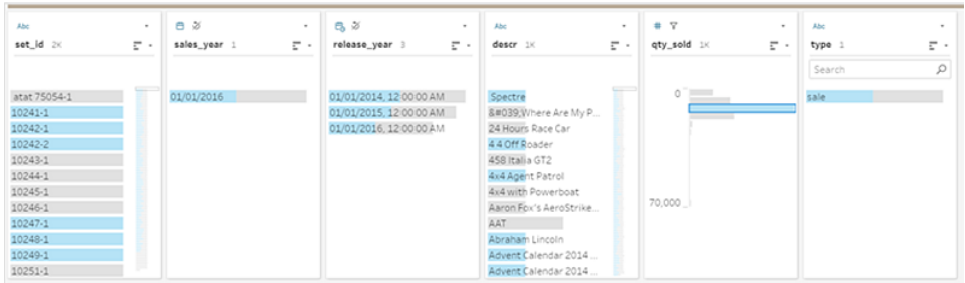 Abc
set_id 2K
atat 75054-1
10241-1
10242-1
10242-2
10243-1
10244-1
10245-1
10246-1
10247-1
10248-1
10249-1
10251-1
sales_year 1
01/01/2016
release_year 3
01/01/2014, 12:00:00 AM
01/01/2015, 12:00:00 AM
01/01/2016, 12:00:00 AM
Abc
descr 1K
Spectre
&#039;Where Are My P...
24 Hours Race Car
4 4 Off Roader
458 Italia GT2
4x4 Agent Patrol
4x4 with Powerboat
Aaron Fox's AeroStrike...
AAT
Abraham Lincoln
Advent Calendar 2014 ...
Advent Calendar 2014 ...
#
qty_sold 1K
0
70,000
Abc
type 1
Search
sale